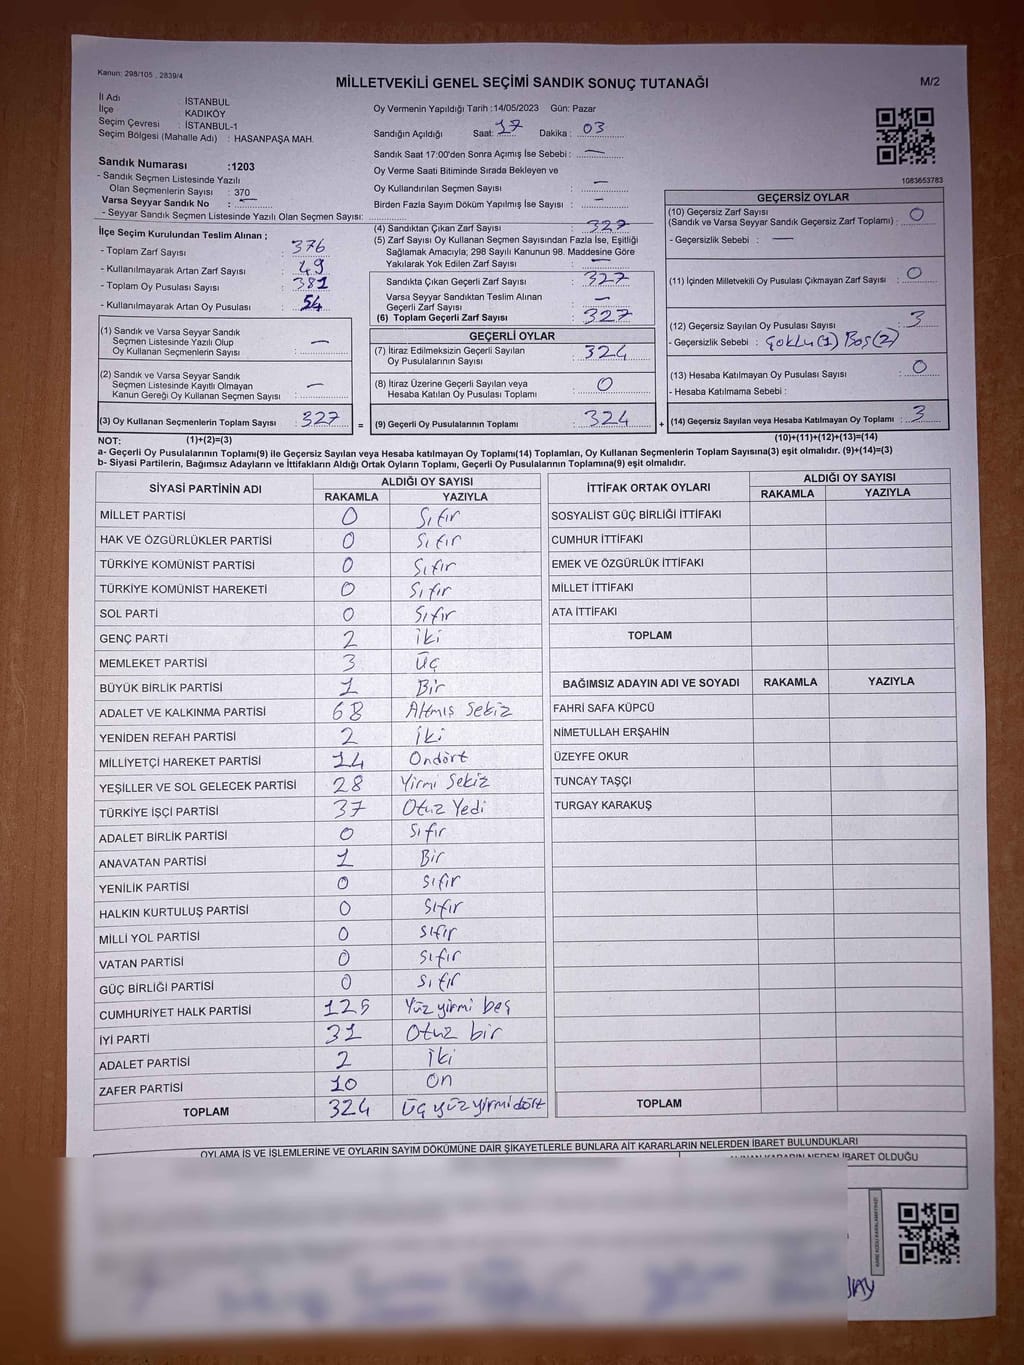 Kanun: 298/105 , 2839/4
MİLLETVEKİLİ GENEL SEÇİMİ SANDIK SONUÇ TUTANAĞI
M/2
İl Adı : İSTANBUL
İlçe : KADIKÖY
Seçim Çevresi : İSTANBUL-1
Seçim Bölgesi (Mahalle Adı) : HASANPAŞA MAH.
Sandık Numarası :1203
- Sandık Seçmen Listesinde Yazılı
Olan Seçmenlerin Sayısı : 370
Varsa Seyyar Sandık No : —
- Seyyar Sandık Seçmen Listesinde Yazılı Olan Seçmen Sayısı:
Oy Vermenin Yapıldığı Tarih :14/05/2023 Gün: Pazar
Sandığın Açıldığı Saat: 17 Dakika : 03
Sandık Saat 17:00'den Sonra Açımış İse Sebebi : —
Oy Verme Saati Bitiminde Sırada Bekleyen ve
Oy Kullandırılan Seçmen Sayısı : —
Birden Fazla Sayım Döküm Yapılmış İse Sayısı : —
1083653783
İlçe Seçim Kurulundan Teslim Alınan ;
- Toplam Zarf Sayısı : 376
- Kullanılmayarak Artan Zarf Sayısı : 49
- Toplam Oy Pusulası Sayısı : 381
- Kullanılmayarak Artan Oy Pusulası : 54
(1) Sandık ve Varsa Seyyar Sandık
Seçmen Listesinde Yazılı Olup
Oy Kullanan Seçmenlerin Sayısı : —
(2) Sandık ve Varsa Seyyar Sandık
Seçmen Listesinde Kayıtlı Olmayan
Kanun Gereği Oy Kullanan Seçmen Sayısı : —
(3) Oy Kullanan Seçmenlerin Toplam Sayısı : 327
=
(4) Sandıktan Çıkan Zarf Sayısı : 327
(5) Zarf Sayısı Oy Kullanan Seçmen Sayısından Fazla İse, Eşitliği
Sağlamak Amacıyla; 298 Sayılı Kanunun 98. Maddesine Göre
Yakılarak Yok Edilen Zarf Sayısı : —
Sandıkta Çıkan Geçerli Zarf Sayısı : 327
Varsa Seyyar Sandıktan Teslim Alınan
Geçerli Zarf Sayısı : —
(6) Toplam Geçerli Zarf Sayısı : 327
GEÇERLİ OYLAR
(7) İtiraz Edilmeksizin Geçerli Sayılan
Oy Pusulalarının Sayısı : 324
(8) İtiraz Üzerine Geçerli Sayılan veya
Hesaba Katılan Oy Pusulaları Toplamı : 0
(9) Geçerli Oy Pusulalarının Toplamı : 324
+
GEÇERSİZ OYLAR
(10) Geçersiz Zarf Sayısı
(Sandık ve Varsa Seyyar Sandık Geçersiz Zarf Toplamı) : 0
- Geçersizlik Sebebi : —
(11) İçinden Milletvekili Oy Pusulası Çıkmayan Zarf Sayısı : 0
(12) Geçersiz Sayılan Oy Pusulası Sayısı : 3
- Geçersizlik Sebebi : Çoklu(1) Boş(2)
(13) Hesaba Katılmayan Oy Pusulası Sayısı : 0
- Hesaba Katılmama Sebebi :
(14) Geçersiz Sayılan veya Hesaba Katılmayan Oy Toplamı : 3
NOT: (1)+(2)=(3)
(10)+(11)+(12)+(13)=(14)
a- Geçerli Oy Pusulalarının Toplamı(9) ile Geçersiz Sayılan veya Hesaba katılmayan Oy Toplamı(14) Toplamları, Oy Kullanan Seçmenlerin Toplam Sayısına(3) eşit olmalıdır. (9)+(14)=(3)
b- Siyasi Partilerin, Bağımsız Adayların ve İttifakların Aldığı Ortak Oyların Toplamı, Geçerli Oy Pusulalarının Toplamına(9) eşit olmalıdır.
SİYASİ PARTİNİN ADI ALDIĞI OY SAYISI
RAKAMLA YAZIYLA
MİLLET PARTİSİ 0 Sıfır
HAK VE ÖZGÜRLÜKLER PARTİSİ 0 Sıfır
TÜRKİYE KOMÜNİST PARTİSİ 0 Sıfır
TÜRKİYE KOMÜNİST HAREKETİ 0 Sıfır
SOL PARTİ 0 Sıfır
GENÇ PARTİ 2 İki
MEMLEKET PARTİSİ 3 Üç
BÜYÜK BİRLİK PARTİSİ 1 Bir
ADALET VE KALKINMA PARTİSİ 68 Altmış Sekiz
YENİDEN REFAH PARTİSİ 2 İki
MİLLİYETÇİ HAREKET PARTİSİ 14 Ondört
YEŞİLLER VE SOL GELECEK PARTİSİ 28 Yirmi Sekiz
TÜRKİYE İŞÇİ PARTİSİ 37 Otuz Yedi
ADALET BİRLİK PARTİSİ 0 Sıfır
ANAVATAN PARTİSİ 1 Bir
YENİLİK PARTİSİ 0 Sıfır
HALKIN KURTULUŞ PARTİSİ 0 Sıfır
MİLLİ YOL PARTİSİ 0 Sıfır
VATAN PARTİSİ 0 Sıfır
GÜÇ BİRLİĞİ PARTİSİ 0 Sıfır
CUMHURİYET HALK PARTİSİ 125 Yüz yirmi beş
İYİ PARTİ 31 Otuz bir
ADALET PARTİSİ 2 İki
ZAFER PARTİSİ 10 On
TOPLAM 324 Üç yüz yirmi dört
İTTİFAK ORTAK OYLARI ALDIĞI OY SAYISI
RAKAMLA YAZIYLA
SOSYALİST GÜÇ BİRLİĞİ İTTİFAKI
CUMHUR İTTİFAKI
EMEK VE ÖZGÜRLÜK İTTİFAKI
MİLLET İTTİFAKI
ATA İTTİFAKI
TOPLAM
BAĞIMSIZ ADAYIN ADI VE SOYADI RAKAMLA YAZIYLA
FAHRİ SAFA KÜPCÜ
NİMETULLAH ERŞAHİN
ÜZEYFE OKUR
TUNCAY TAŞÇI
TURGAY KARAKUŞ
TOPLAM
OYLAMA İŞ VE İŞLEMLERİNE VE OYLARIN SAYIM DÖKÜMÜNE DAİR ŞİKAYETLERLE BUNLARA AİT KARARLARIN NELERDEN İBARET BULUNDUKLARI
NEDEN İBARET OLDUĞU